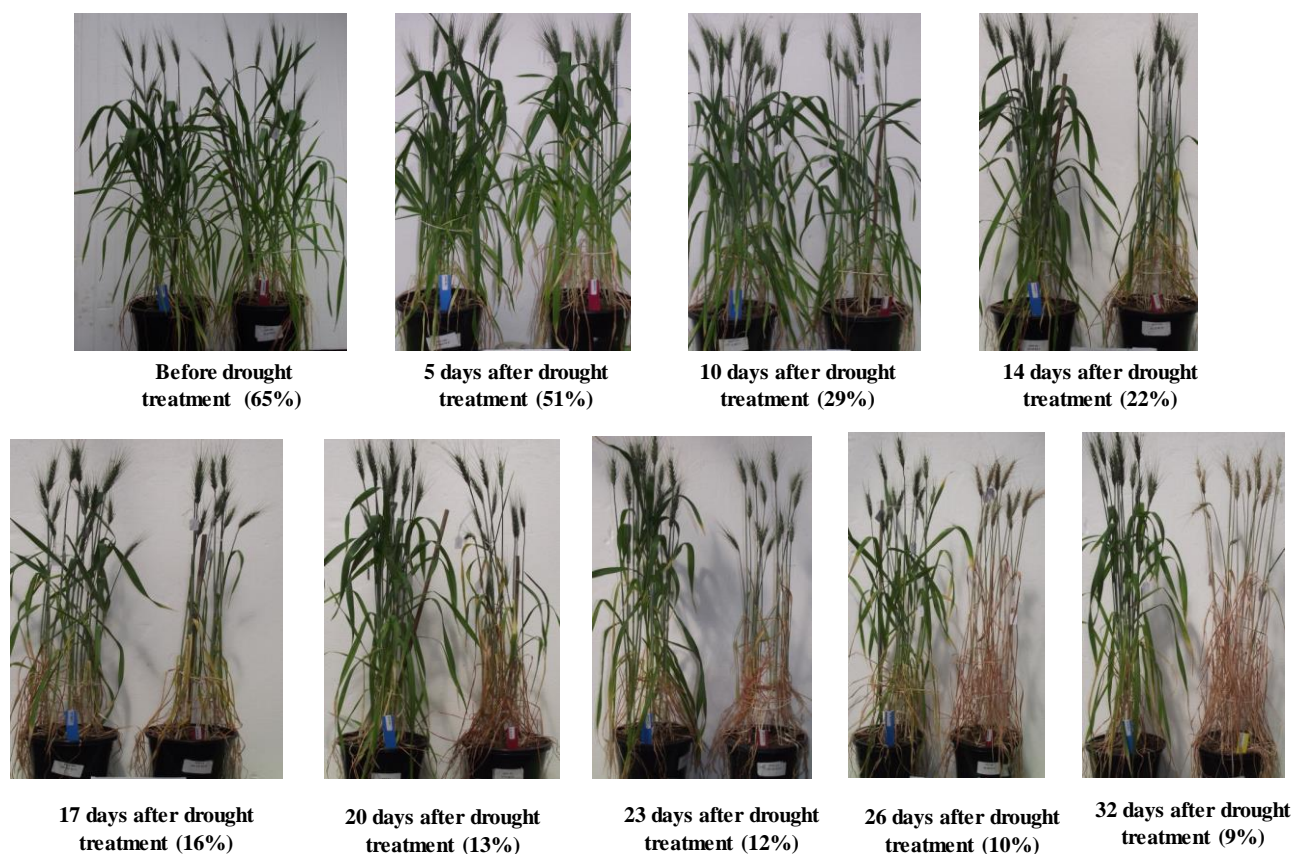 Before drought
treatment (65%)
5 days after drought
treatment (51%)
10 days after drought
treatment (29%)
14 days after drought
treatment (22%)
17 days after drought
treatment (16%)
20 days after drought
treatment (13%)
23 days after drought
treatment (12%)
26 days after drought
treatment (10%)
32 days after drought
treatment (9%)